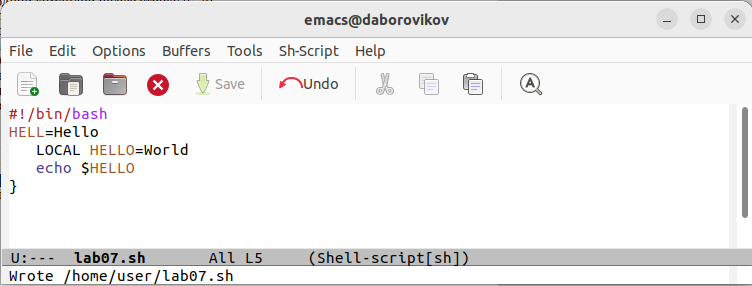 emacs@daborovikov
File Edit Options Buffers Tools Sh-Script Help
Save Undo
#!/bin/bash
HELL=Hello
   LOCAL HELLO=World
   echo $HELLO
}
U:---  lab07.sh       All L5     (Shell-script[sh])
Wrote /home/user/lab07.sh